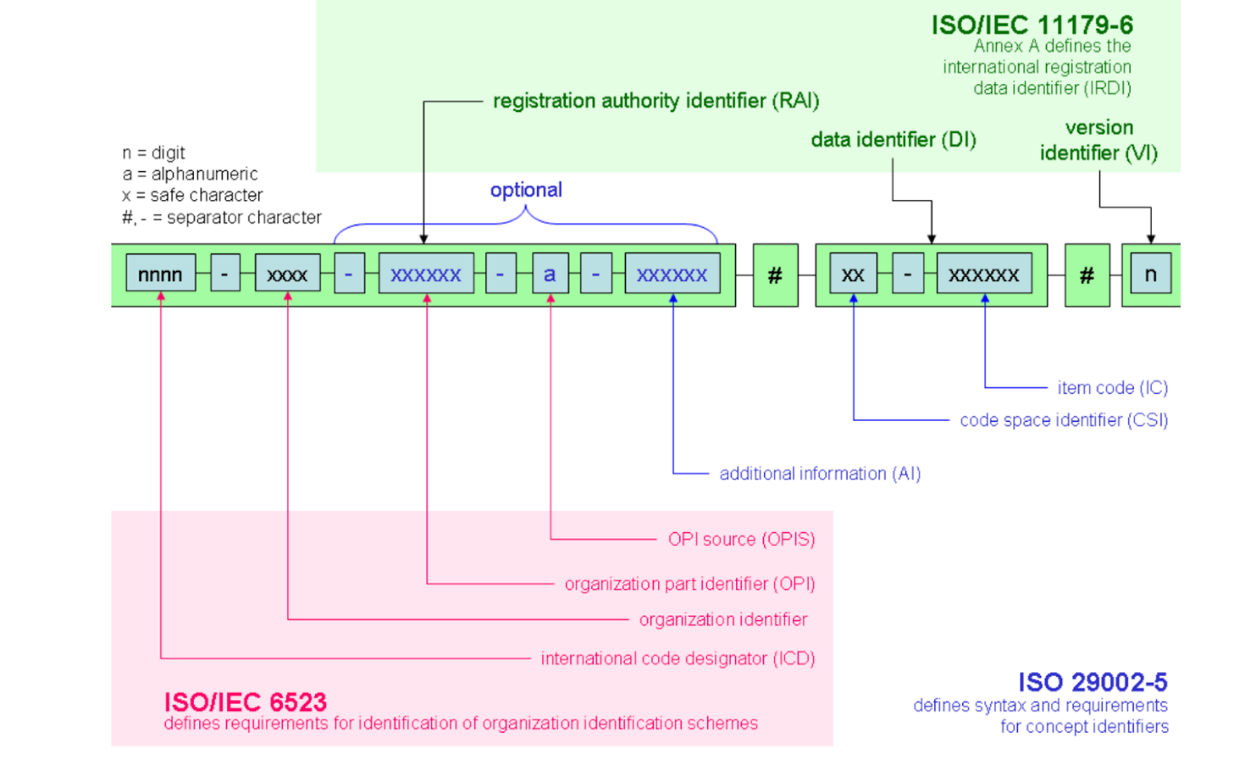 ISO/IEC 11179-6
Annex A defines the
international registration
data identifier (IRDI)
registration authority identifier (RAI)
data identifier (DI)
version
identifier (VI)
n = digit
a = alphanumeric
x = safe character
#, - = separator character
optional
nnnn - xxxx - xxxxxx - a - xxxxxx # xx - xxxxxx # n
item code (IC)
code space identifier (CSI)
additional information (AI)
OPI source (OPIS)
organization part identifier (OPI)
organization identifier
international code designator (ICD)
ISO/IEC 6523
defines requirements for identification of organization identification schemes
ISO 29002-5
defines syntax and requirements
for concept identifiers